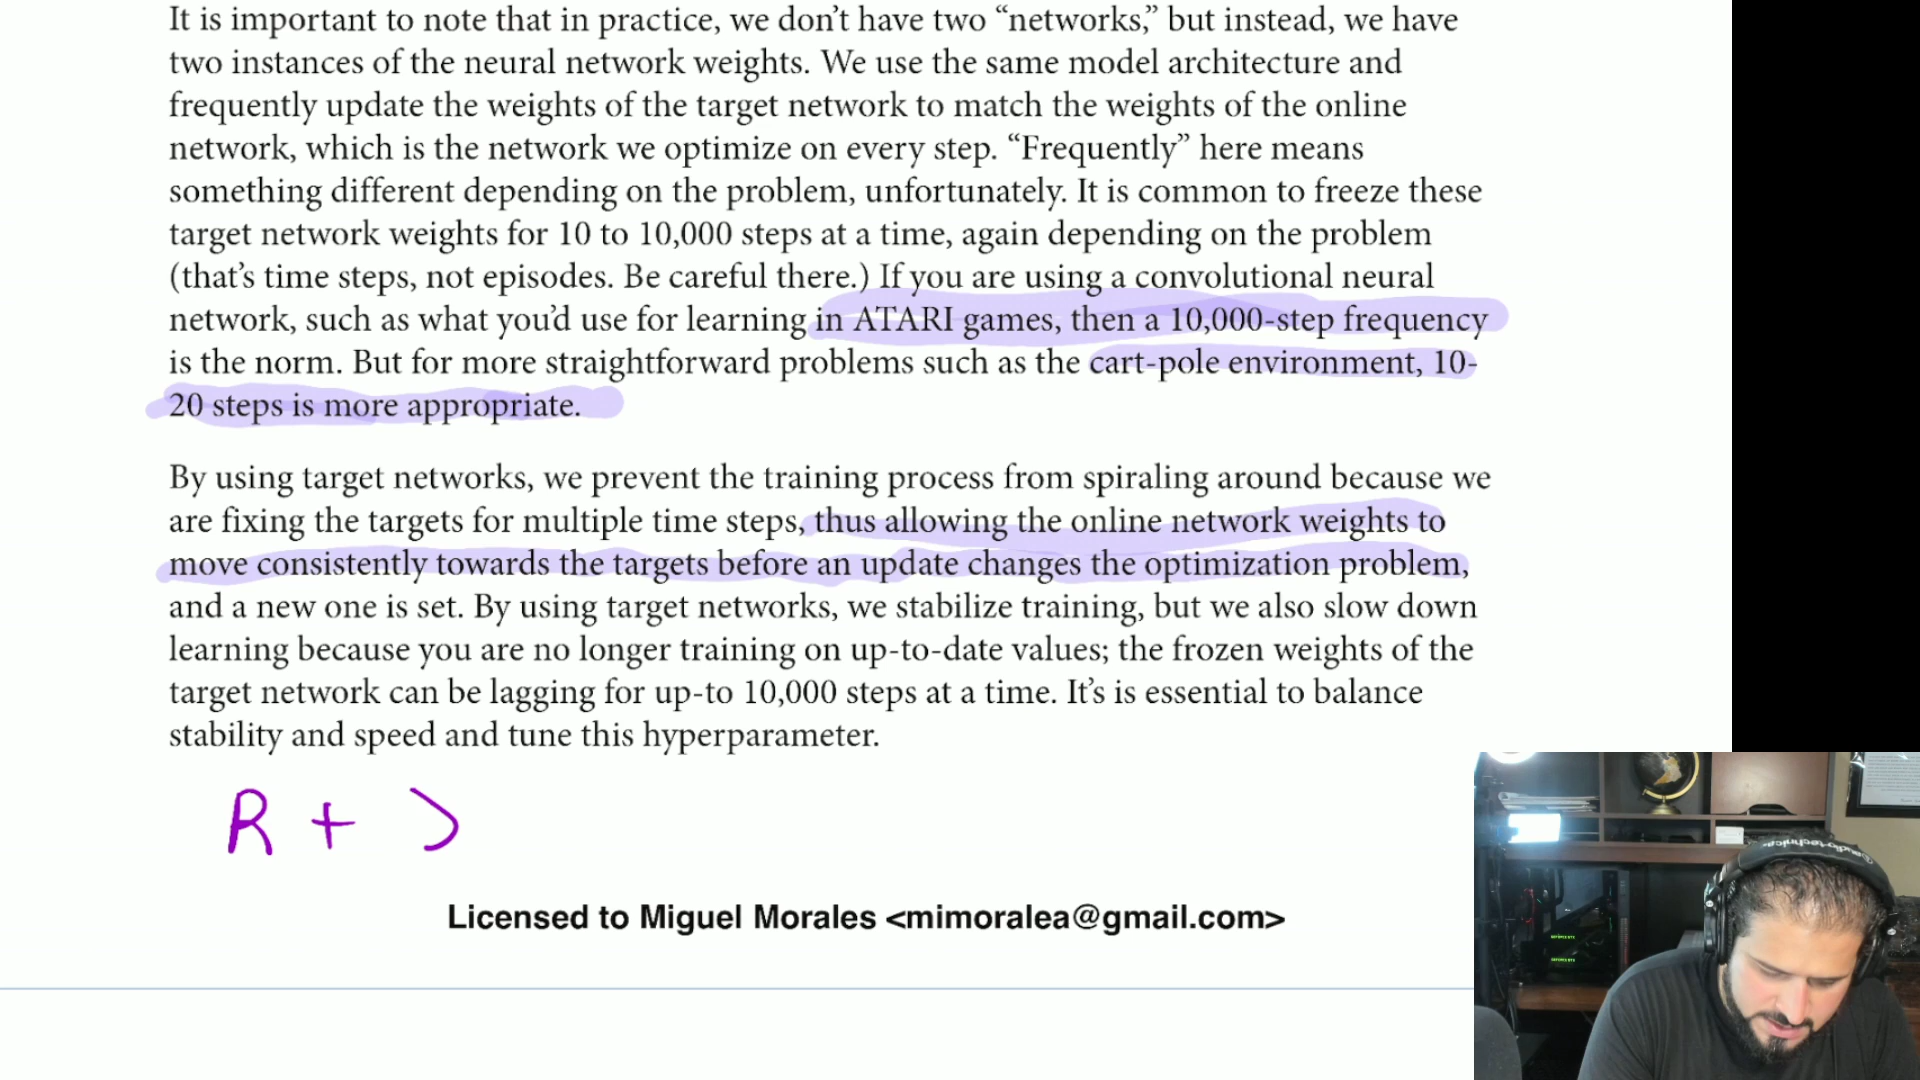 It is important to note that in practice, we don’t have two “networks,” but instead, we have
two instances of the neural network weights. We use the same model architecture and
frequently update the weights of the target network to match the weights of the online
network, which is the network we optimize on every step. “Frequently” here means
something different depending on the problem, unfortunately. It is common to freeze these
target network weights for 10 to 10,000 steps at a time, again depending on the problem
(that’s time steps, not episodes. Be careful there.) If you are using a convolutional neural
network, such as what you’d use for learning in ATARI games, then a 10,000-step frequency
is the norm. But for more straightforward problems such as the cart-pole environment, 10-
20 steps is more appropriate.
By using target networks, we prevent the training process from spiraling around because we
are fixing the targets for multiple time steps, thus allowing the online network weights to
move consistently towards the targets before an update changes the optimization problem,
and a new one is set. By using target networks, we stabilize training, but we also slow down
learning because you are no longer training on up-to-date values; the frozen weights of the
target network can be lagging for up-to 10,000 steps at a time. It’s is essential to balance
stability and speed and tune this hyperparameter.
R +
Licensed to Miguel Morales <mimoralea@gmail.com>
audio-technica